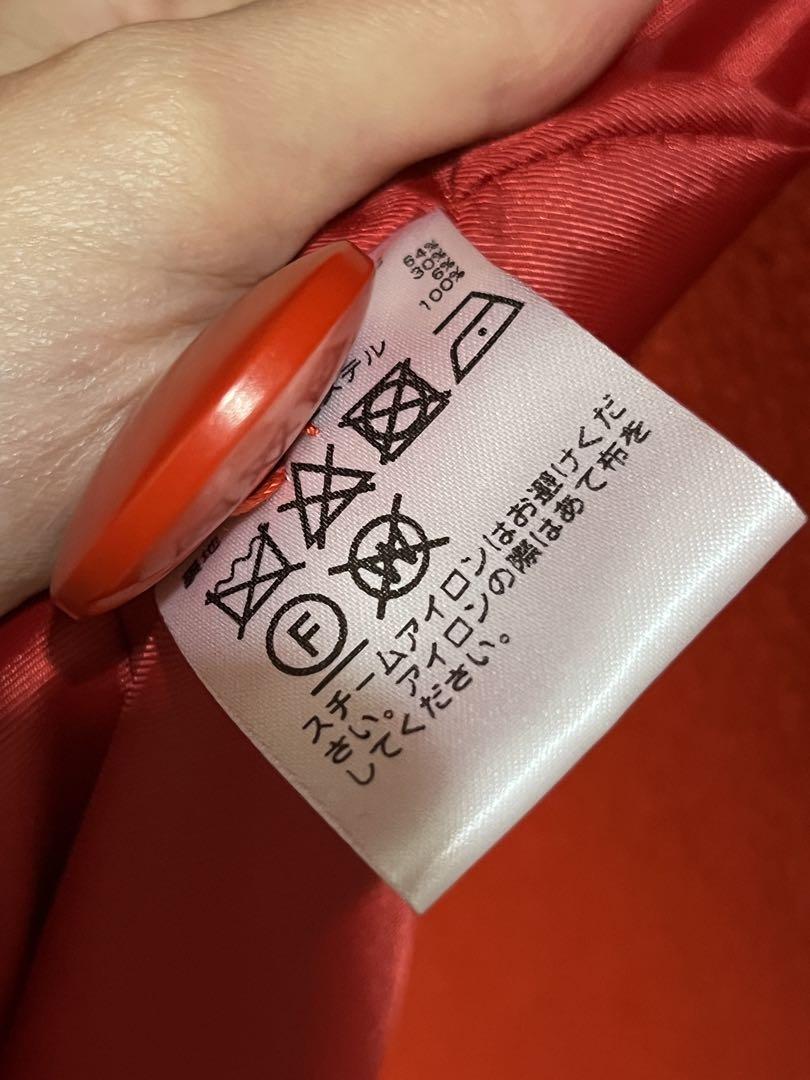 64%
30%
6%
100%
ステル
裏地
W
F
スチームアイロンはお避けくだ
さい。アイロンの際はあて布を
してください。